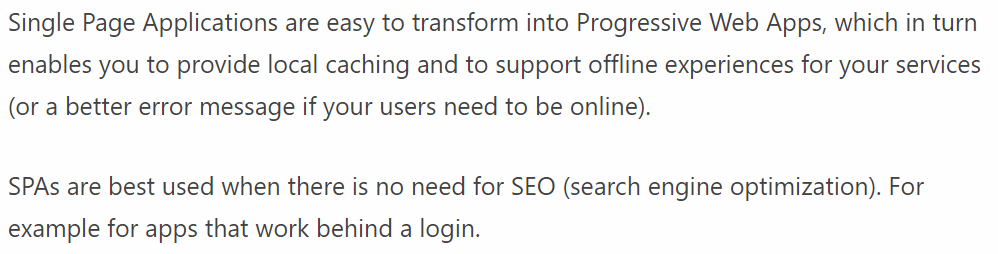 Single Page Applications are easy to transform into Progressive Web Apps, which in turn
enables you to provide local caching and to support offline experiences for your services
(or a better error message if your users need to be online).
SPAs are best used when there is no need for SEO (search engine optimization). For
example for apps that work behind a login.